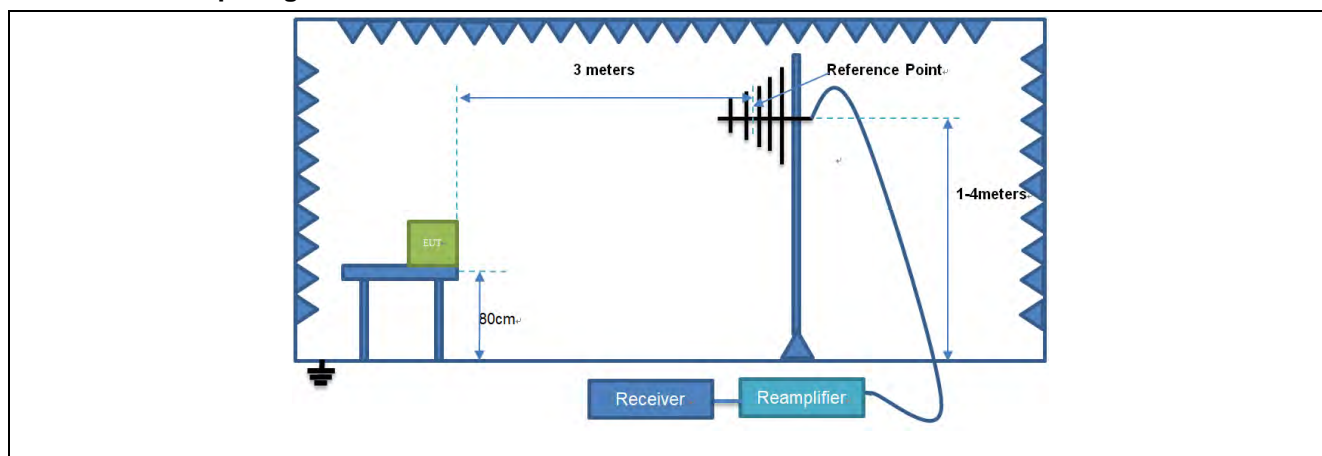 3 meters
Reference Point
1-4meters
EUT
80cm
Receiver
Reamplifier